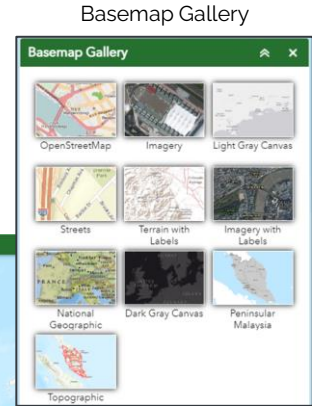 Basemap Gallery
Basemap Gallery
OpenStreetMap
Imagery
Light Gray Canvas
Streets
Terrain with
Labels
Imagery with
Labels
FRANCE
National
Geographic
Dark Gray Canvas
Peninsular
Malaysia
Topographic